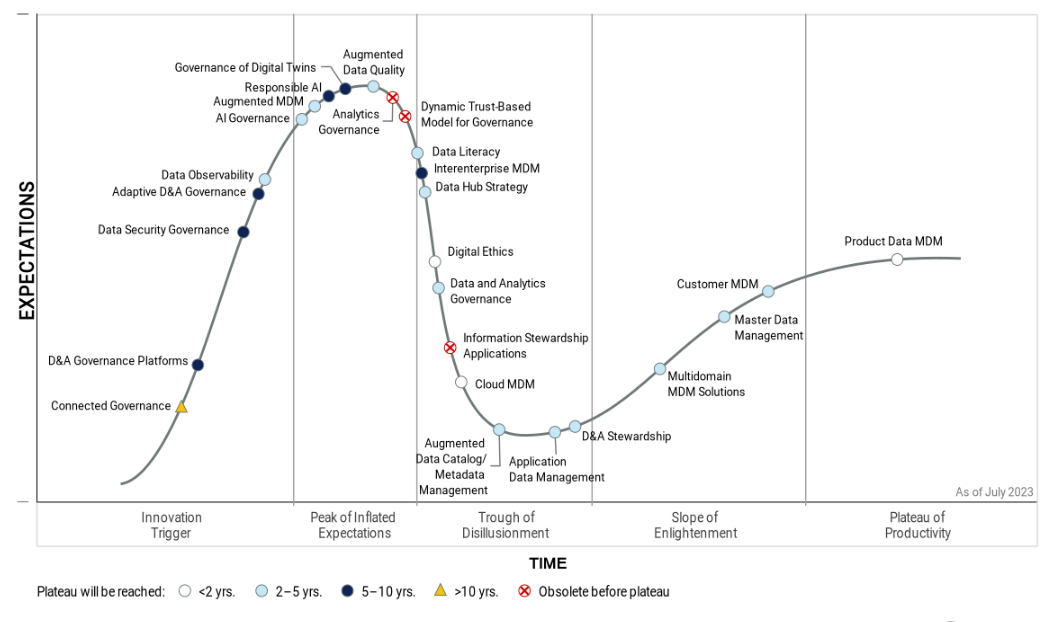 EXPECTATIONS
Connected Governance
D&A Governance Platforms
Data Security Governance
Adaptive D&A Governance
Data Observability
AI Governance
Augmented MDM
Responsible AI
Governance of Digital Twins
Augmented
Data Quality
Analytics
Governance
Dynamic Trust-Based
Model for Governance
Data Literacy
Interenterprise MDM
Data Hub Strategy
Digital Ethics
Data and Analytics
Governance
Information Stewardship
Applications
Cloud MDM
Augmented
Data Catalog/
Metadata
Management
Application
Data Management
D&A Stewardship
Multidomain
MDM Solutions
Master Data
Management
Customer MDM
Product Data MDM
As of July 2023
Innovation
Trigger
Peak of Inflated
Expectations
Trough of
Disillusionment
Slope of
Enlightenment
Plateau of
Productivity
TIME
Plateau will be reached: <2 yrs. 2–5 yrs. 5–10 yrs. >10 yrs. Obsolete before plateau